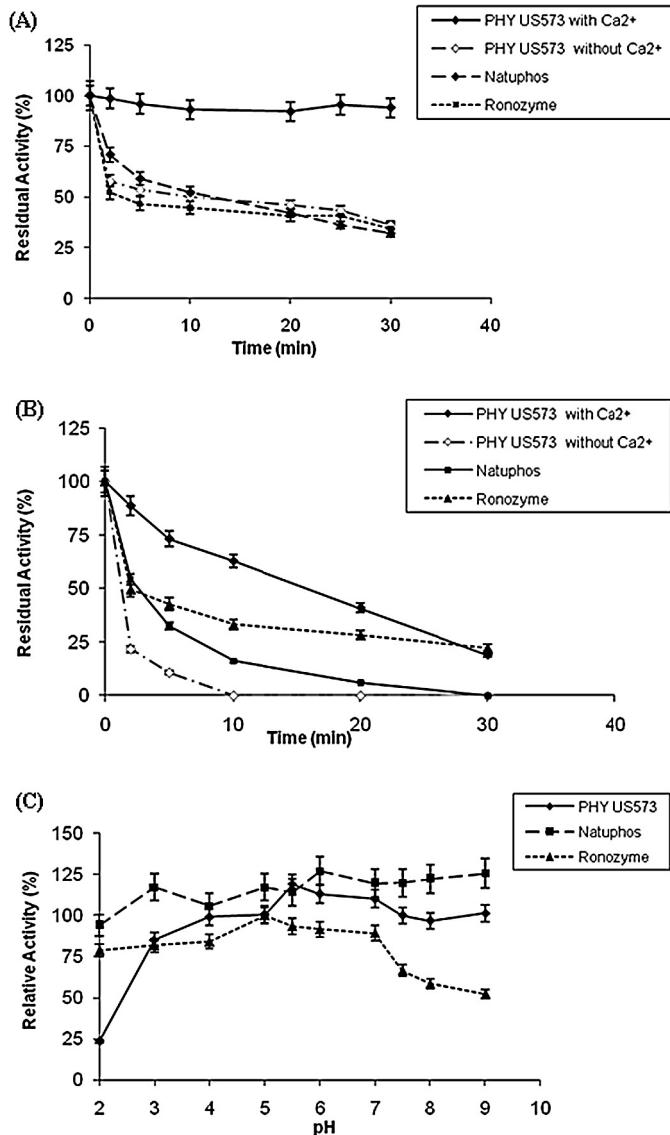 (A)
PHY US573 with Ca2+
PHY US573 without Ca2+
Natuphos
Ronozyme
125
100
75
50
25
0
Residual Activity (%)
0 10 20 30 40
Time (min)
(B)
PHY US573 with Ca2+
PHY US573 without Ca2+
Natuphos
Ronozyme
125
100
75
50
25
0
Residual Activity (%)
0 10 20 30 40
Time (min)
(C)
PHY US573
Natuphos
Ronozyme
150
125
100
75
50
25
0
Relative Activity (%)
2 3 4 5 6 7 8 9 10
pH